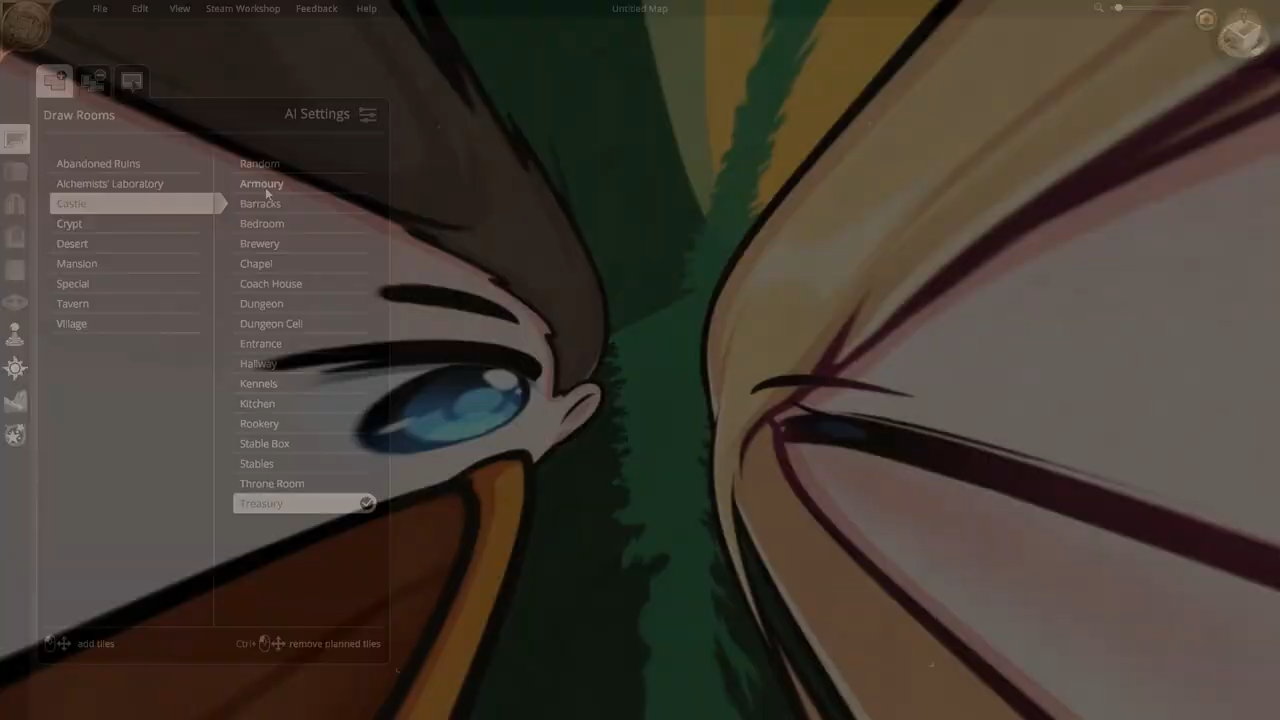 File Edit View Steam Workshop Feedback Help Untitled Map
Draw Rooms AI Settings
Abandoned Ruins
Alchemists' Laboratory
Castle
Crypt
Desert
Mansion
Special
Tavern
Village
Random
Armoury
Barracks
Bedroom
Brewery
Chapel
Coach House
Dungeon
Dungeon Cell
Entrance
Hallway
Kennels
Kitchen
Rookery
Stable Box
Stables
Throne Room
Treasury
add tiles Ctrl+ remove planned tiles